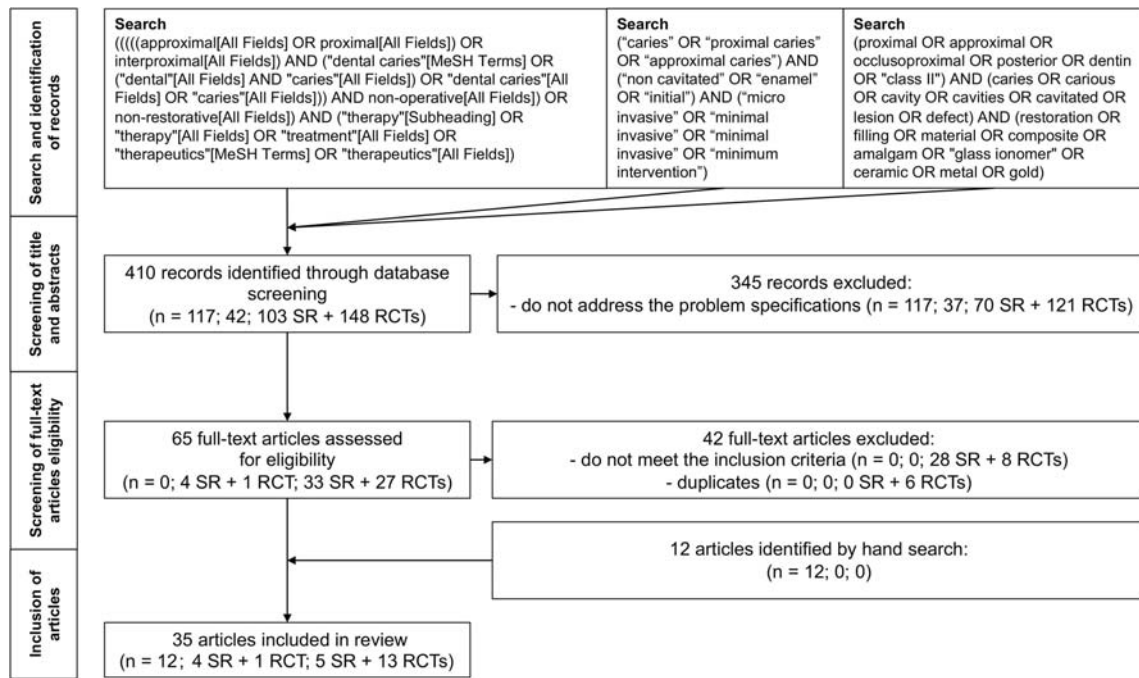 Search and identification
of records
Search
(((((approximal[All Fields] OR proximal[All Fields]) OR
interproximal[All Fields]) AND ("dental caries"[MeSH Terms] OR
("dental"[All Fields] AND "caries"[All Fields]) OR "dental caries"[All
Fields] OR "caries"[All Fields])) AND non-operative[All Fields]) OR
non-restorative[All Fields]) AND ("therapy"[Subheading] OR
"therapy"[All Fields] OR "treatment"[All Fields] OR
"therapeutics"[MeSH Terms] OR "therapeutics"[All Fields])
Search
(“caries” OR “proximal caries”
OR “approximal caries”) AND
(“non cavitated” OR “enamel”
OR “initial”) AND (“micro
invasive” OR “minimal
invasive” OR “minimal
invasive” OR “minimum
intervention”)
Search
(proximal OR approximal OR
occlusoproximal OR posterior OR dentin
OR "class II") AND (caries OR carious
OR cavity OR cavities OR cavitated OR
lesion OR defect) AND (restoration OR
filling OR material OR composite OR
amalgam OR "glass ionomer" OR
ceramic OR metal OR gold)
Screening of title
and abstracts
410 records identified through database
screening
(n = 117; 42; 103 SR + 148 RCTs)
345 records excluded:
- do not address the problem specifications (n = 117; 37; 70 SR + 121 RCTs)
Screening of full-text
articles eligibility
65 full-text articles assessed
for eligibility
(n = 0; 4 SR + 1 RCT; 33 SR + 27 RCTs)
42 full-text articles excluded:
- do not meet the inclusion criteria (n = 0; 0; 28 SR + 8 RCTs)
- duplicates (n = 0; 0; 0 SR + 6 RCTs)
12 articles identified by hand search:
(n = 12; 0; 0)
Inclusion of
articles
35 articles included in review
(n = 12; 4 SR + 1 RCT; 5 SR + 13 RCTs)